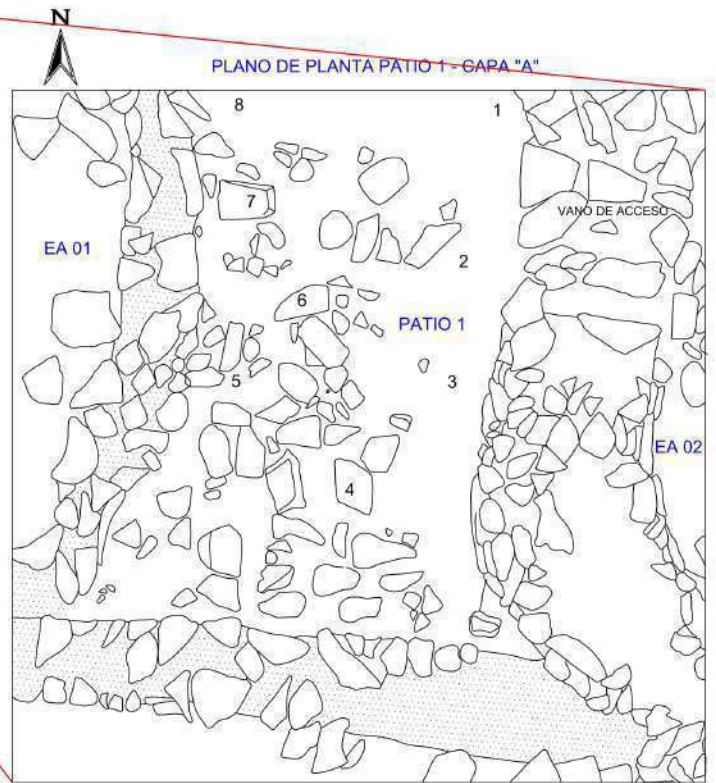 N
PLANO DE PLANTA PATIO 1 - CAPA "A"
8
1
7
VANO DE ACCESO
EA 01
2
6
PATIO 1
5
3
EA 02
4